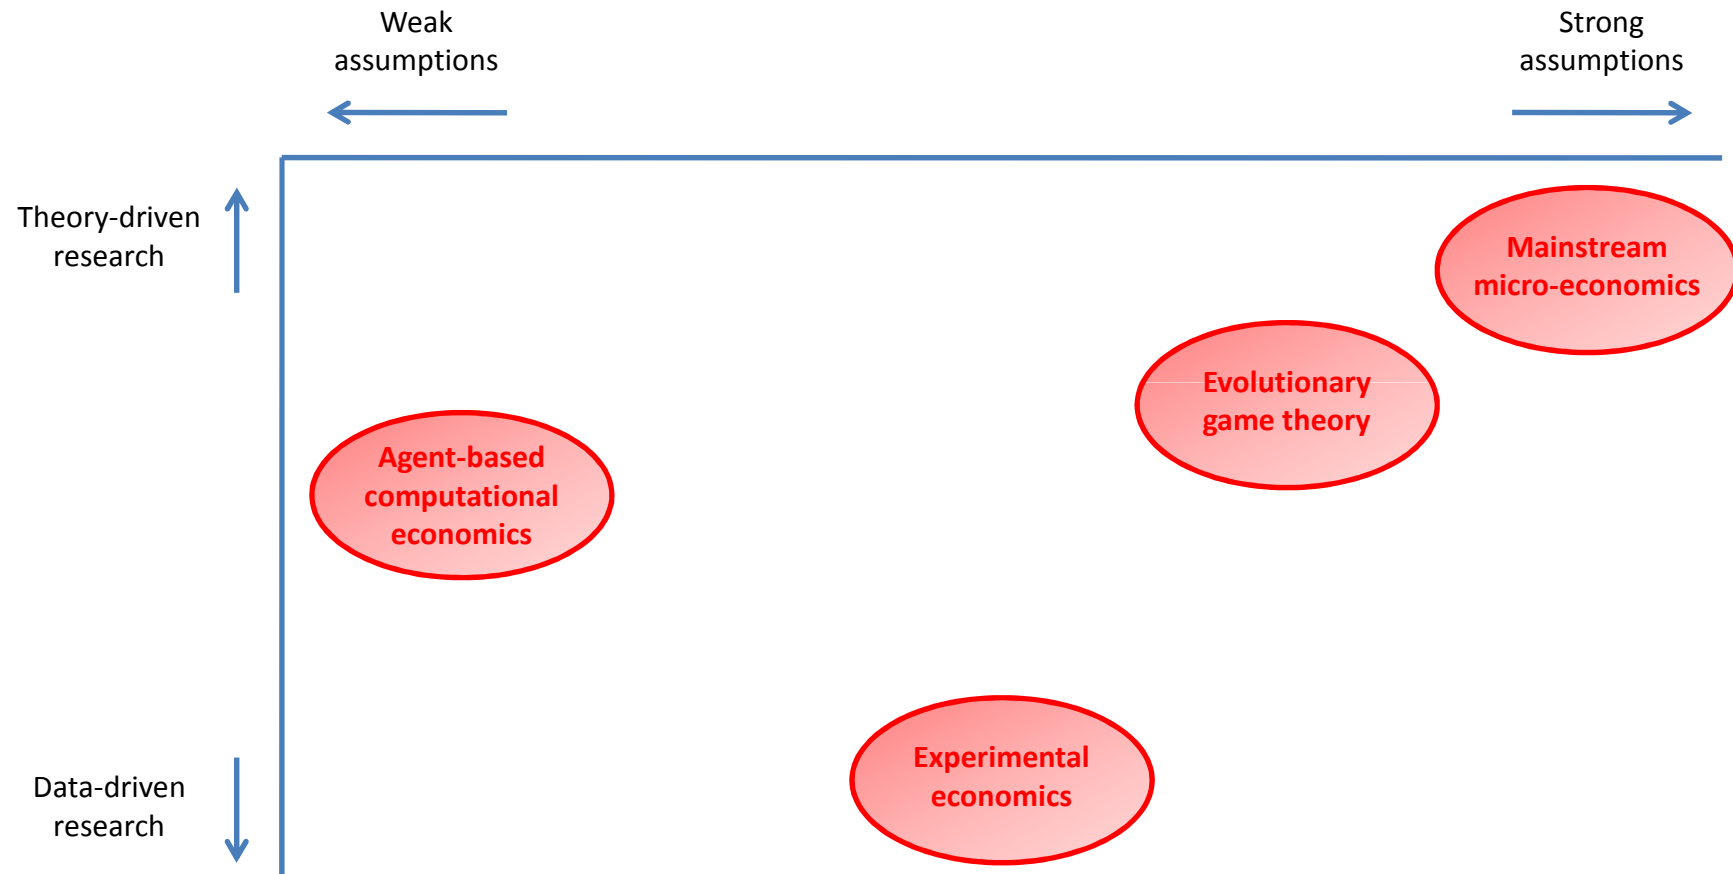 Weak
assumptions
Strong
assumptions
Theory-driven
research
Mainstream
micro-economics
Evolutionary
game theory
Agent-based
computational
economics
Experimental
economics
Data-driven
research